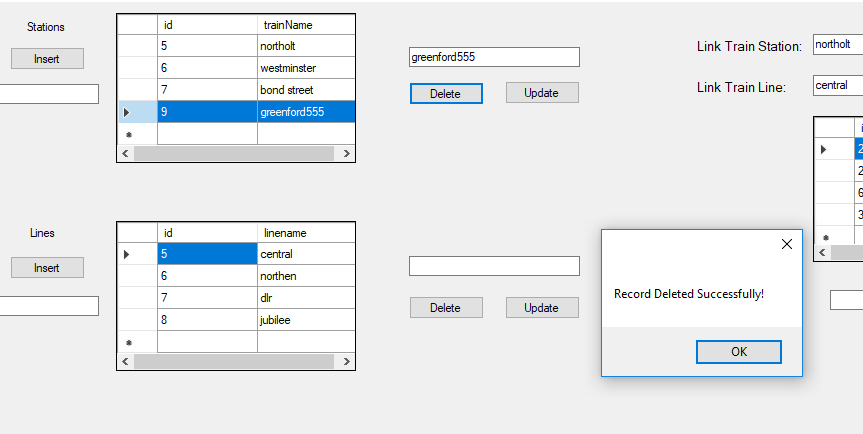 Stations
Insert
id trainName
5 northolt
6 westminster
7 bond street
9 greenford555
greenford555
Delete Update
Link Train Station: northolt
Link Train Line: central
2
2
6
3
Lines
Insert
id linename
5 central
6 northen
7 dlr
8 jubilee
Delete Update
Record Deleted Successfully!
OK